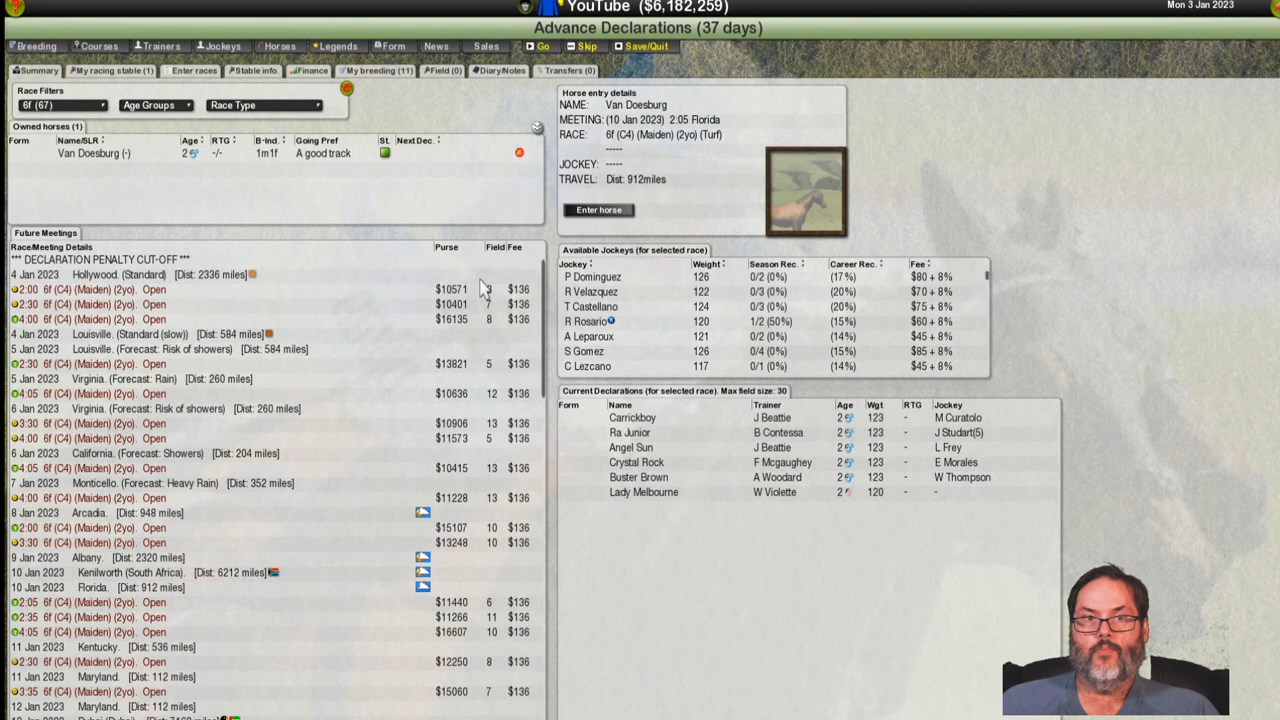 YouTube ($6,182,259)
Mon 3 Jan 2023
Advance Declarations (37 days)
Breeding Courses Trainers Jockeys Horses Legends Form News Sales Go Skip Save/Quit
Summary My racing stable (1) Enter races Stable info. Finance My breeding (11) Field (0) Diary/Notes Transfers (0)
Race Filters
6f (67) Age Groups Race Type
Owned horses (1)
Form Name/SLR Age RTG B-Ind. Going Pref St. Next Dec.
Van Doesburg (-) 2 -/- 1m1f A good track
Future Meetings
Race/Meeting Details Purse Field Fee
*** DECLARATION PENALTY CUT-OFF ***
4 Jan 2023 Hollywood. (Standard) [Dist: 2336 miles]
2:00 6f (C4) (Maiden) (2yo). Open $10571 3 $136
2:30 6f (C4) (Maiden) (2yo). Open $10401 7 $136
4:00 6f (C4) (Maiden) (2yo). Open $16135 8 $136
4 Jan 2023 Louisville. (Standard (slow)) [Dist: 584 miles]
5 Jan 2023 Louisville. (Forecast: Risk of showers) [Dist: 584 miles]
2:30 6f (C4) (Maiden) (2yo). Open $13821 5 $136
5 Jan 2023 Virginia. (Forecast: Rain) [Dist: 260 miles]
4:05 6f (C4) (Maiden) (2yo). Open $10636 12 $136
6 Jan 2023 Virginia. (Forecast: Risk of showers) [Dist: 260 miles]
3:30 6f (C4) (Maiden) (2yo). Open $10906 13 $136
4:00 6f (C4) (Maiden) (2yo). Open $11573 5 $136
6 Jan 2023 California. (Forecast: Showers) [Dist: 204 miles]
4:05 6f (C4) (Maiden) (2yo). Open $10415 13 $136
7 Jan 2023 Monticello. (Forecast: Heavy Rain) [Dist: 352 miles]
4:00 6f (C4) (Maiden) (2yo). Open $11228 13 $136
8 Jan 2023 Arcadia. [Dist: 948 miles]
2:00 6f (C4) (Maiden) (2yo). Open $15107 10 $136
3:30 6f (C4) (Maiden) (2yo). Open $13248 10 $136
9 Jan 2023 Albany. [Dist: 2320 miles]
10 Jan 2023 Kenilworth (South Africa). [Dist: 6212 miles]
10 Jan 2023 Florida. [Dist: 912 miles]
2:05 6f (C4) (Maiden) (2yo). Open $11440 6 $136
2:35 6f (C4) (Maiden) (2yo). Open $11266 11 $136
4:05 6f (C4) (Maiden) (2yo). Open $16607 10 $136
11 Jan 2023 Kentucky. [Dist: 536 miles]
2:30 6f (C4) (Maiden) (2yo). Open $12250 8 $136
11 Jan 2023 Maryland. [Dist: 112 miles]
3:35 6f (C4) (Maiden) (2yo). Open $15060 7 $136
12 Jan 2023 Maryland. [Dist: 112 miles]
Horse entry details
NAME: Van Doesburg
MEETING: (10 Jan 2023) 2:05 Florida
RACE: 6f (C4) (Maiden) (2yo) (Turf)
-----
JOCKEY: -----
TRAVEL: Dist: 912miles
Enter horse
Available Jockeys (for selected race)
Jockey Weight Season Rec. Career Rec. Fee
P Dominguez 126 0/2 (0%) (17%) $80 + 8%
R Velazquez 122 0/3 (0%) (20%) $70 + 8%
T Castellano 124 0/3 (0%) (20%) $75 + 8%
R Rosario 120 1/2 (50%) (15%) $60 + 8%
A Leparoux 121 0/2 (0%) (14%) $45 + 8%
S Gomez 126 0/4 (0%) (15%) $85 + 8%
C Lezcano 117 0/1 (0%) (14%) $45 + 8%
Current Declarations (for selected race). Max field size: 30
Form Name Trainer Age Wgt RTG Jockey
Carrickboy J Beattie 2 123 - M Curatolo
Ra Junior B Contessa 2 123 - J Studart(5)
Angel Sun J Beattie 2 123 - L Frey
Crystal Rock F Mcgaughey 2 123 - E Morales
Buster Brown A Woodard 2 123 - W Thompson
Lady Melbourne W Violette 2 120 - -